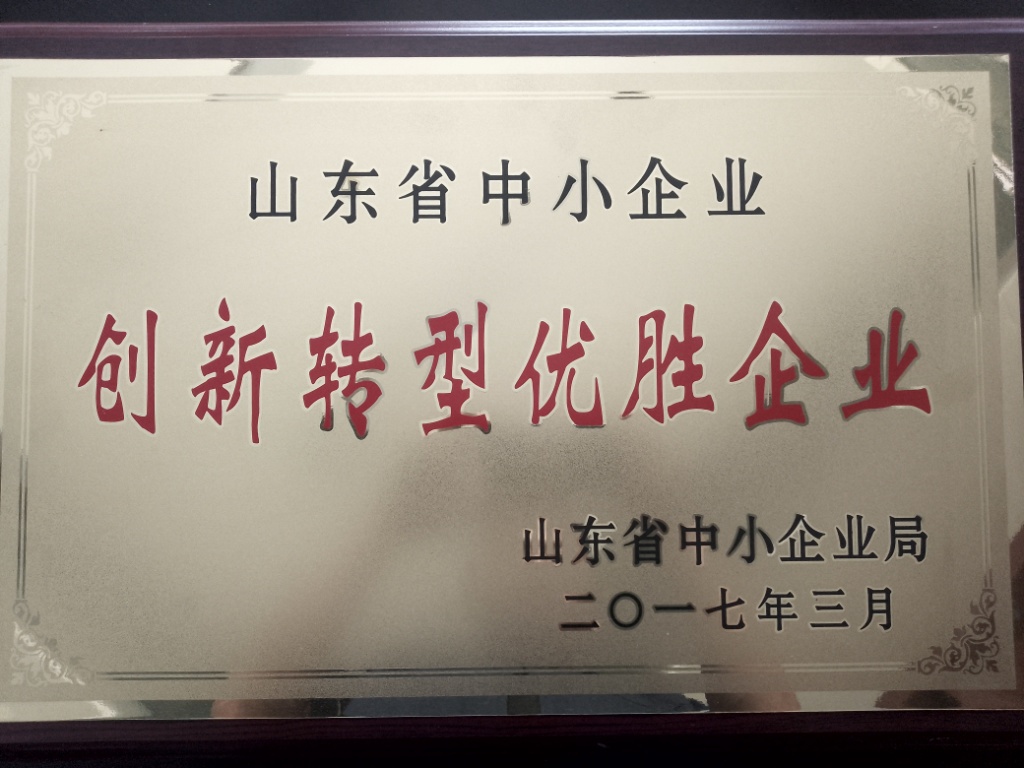 山东省中小企业
创新转型优胜企业
山东省中小企业局
二〇一七年三月